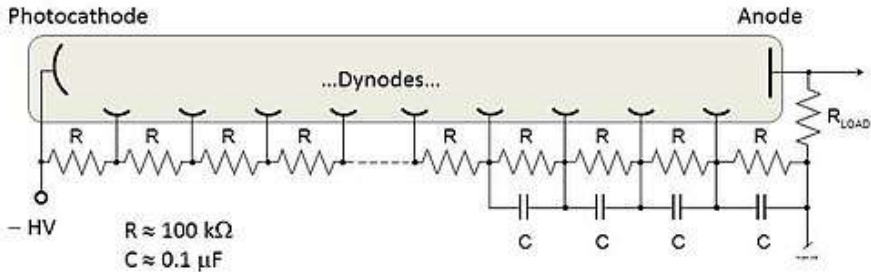 Photocathode
Anode
...Dynodes...
R R R R R R R R R
R_LOAD
C C C C
– HV
R ≈ 100 kΩ
C ≈ 0.1 μF